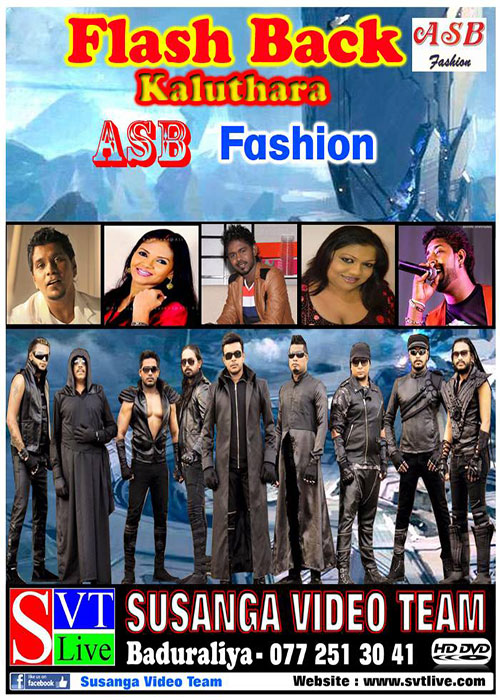 Flash Back
ASB
Fashion
Kaluthara
ASB Fashion
SVT
Live
SUSANGA VIDEO TEAM
Baduraliya - 077 251 30 41
HD DVD
like us on
facebook
Susanga Video Team
Website : www.svtlive.com